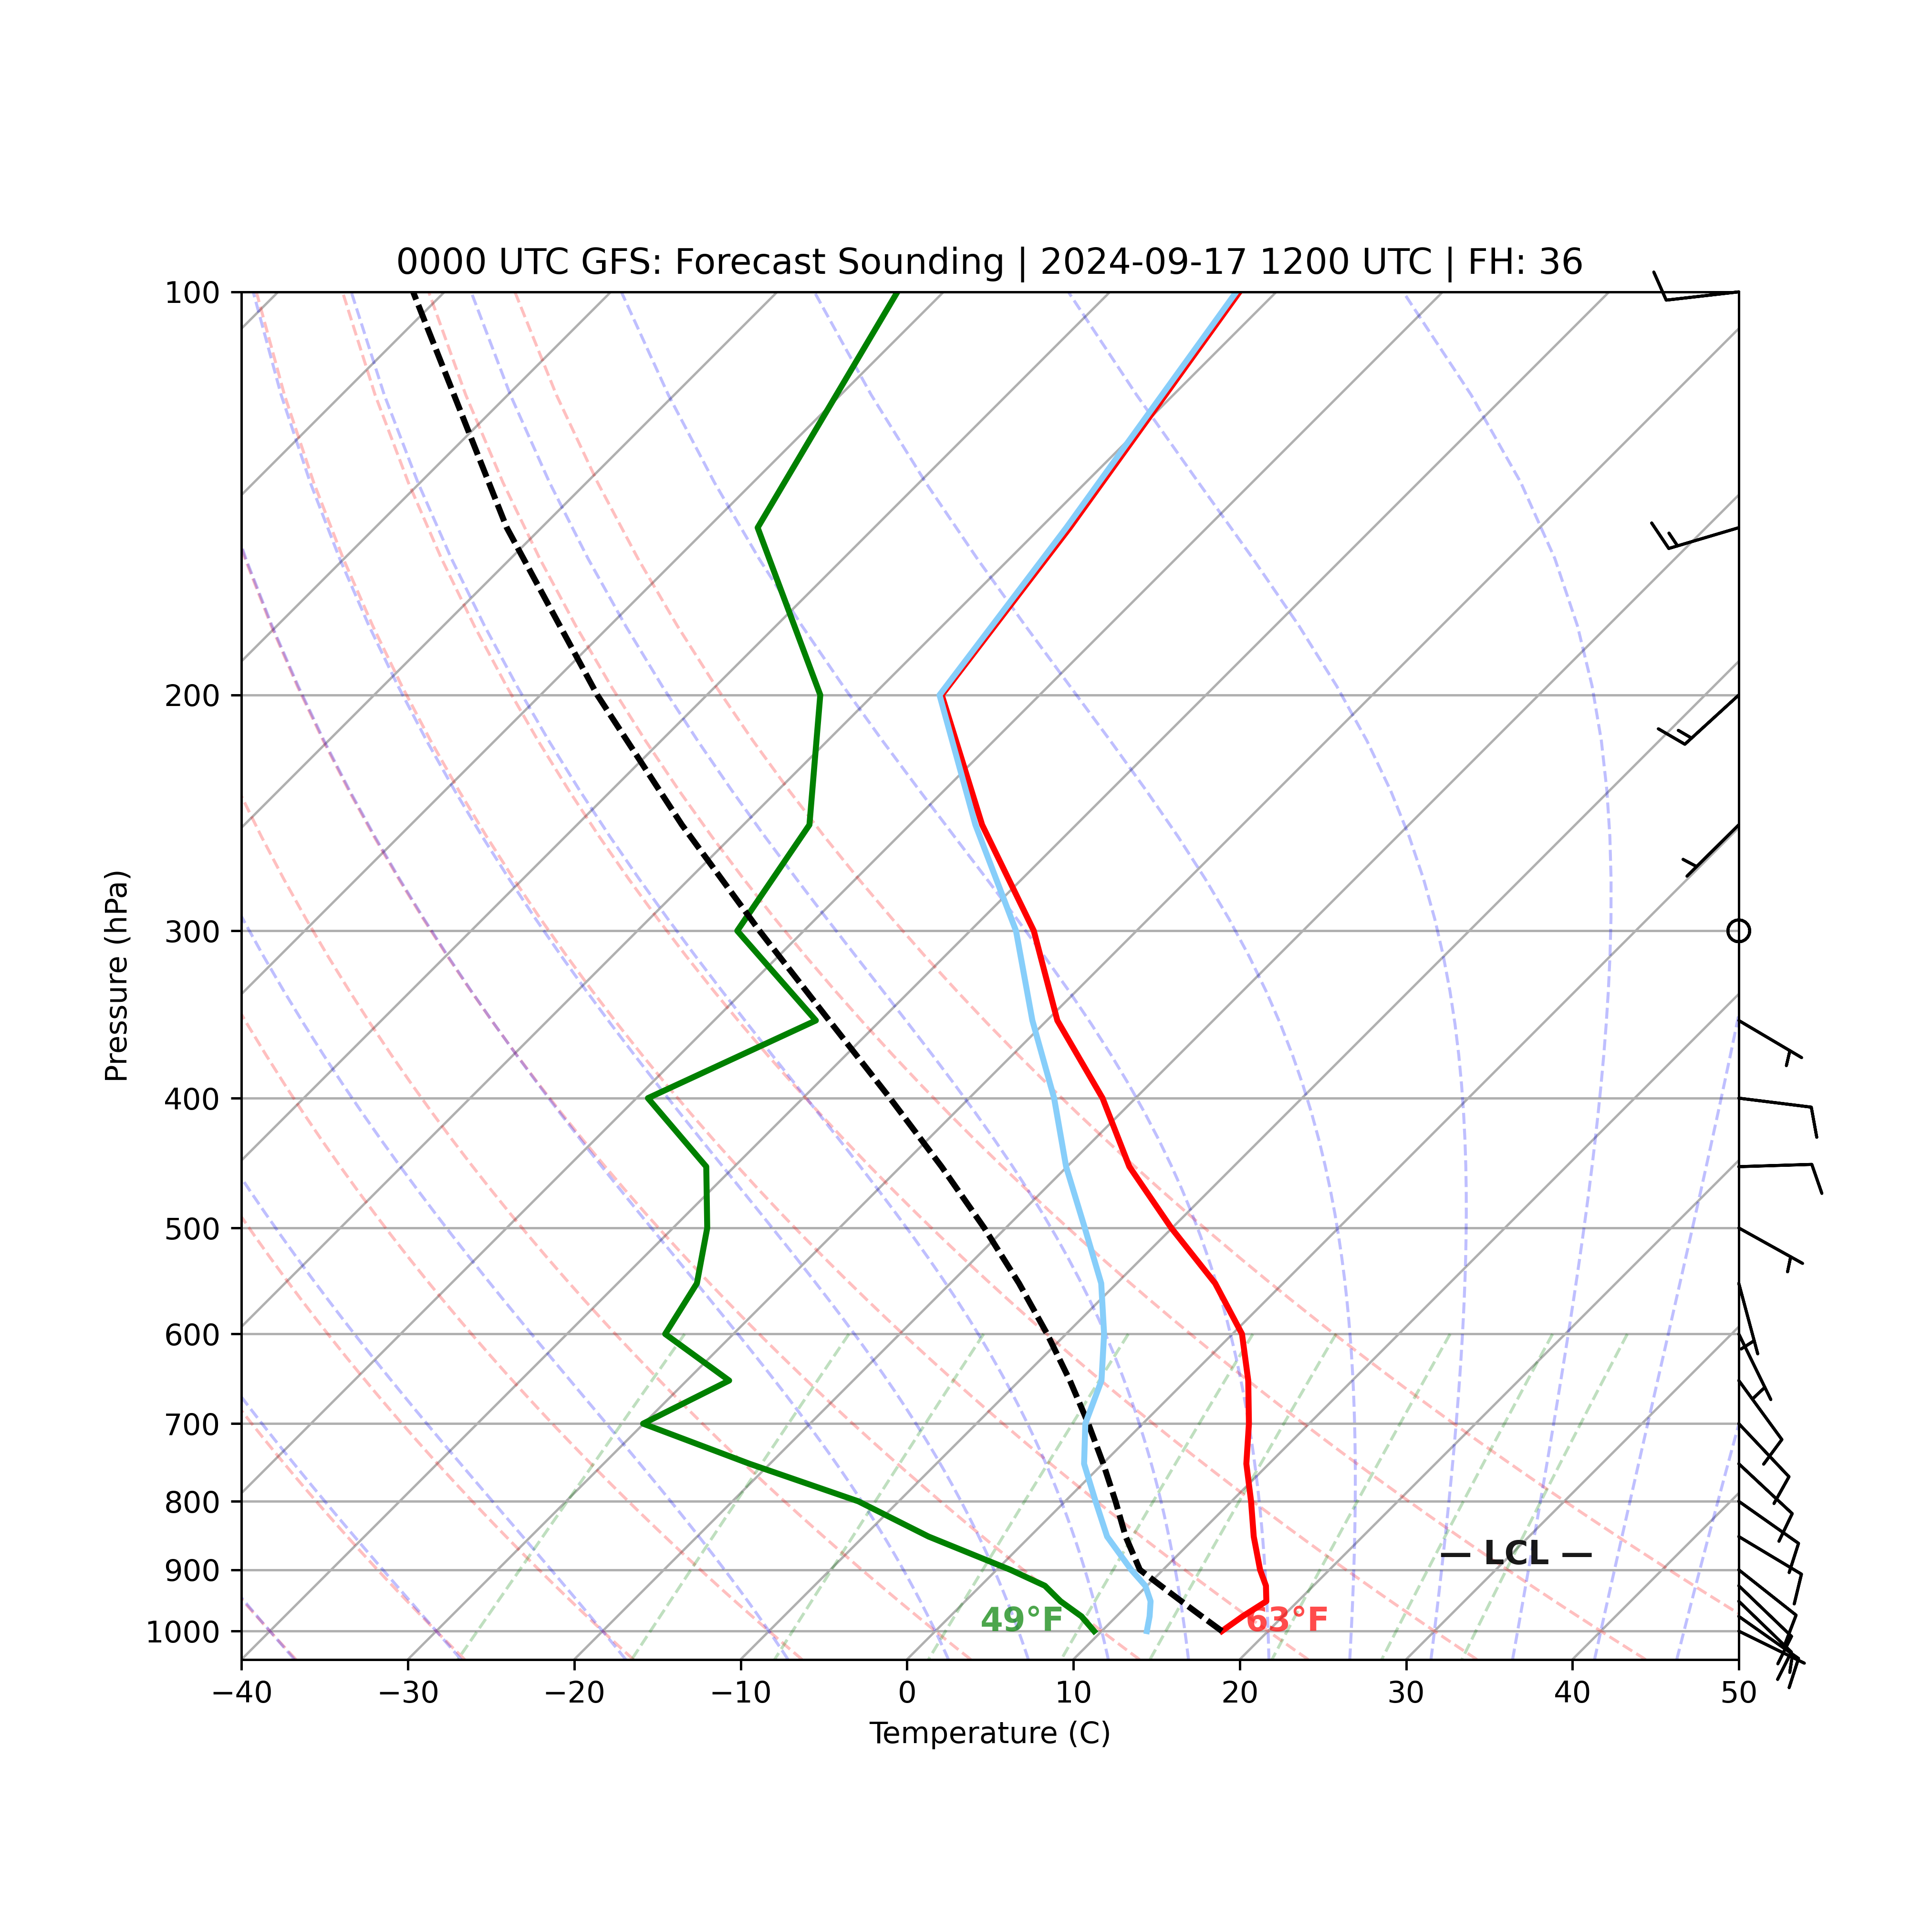 0000 UTC GFS: Forecast Sounding | 2024-09-17 1200 UTC | FH: 36
100
200
300
400
500
600
700
800
900
1000
Pressure (hPa)
— LCL —
49°F
63°F
−40 −30 −20 −10 0 10 20 30 40 50
Temperature (C)